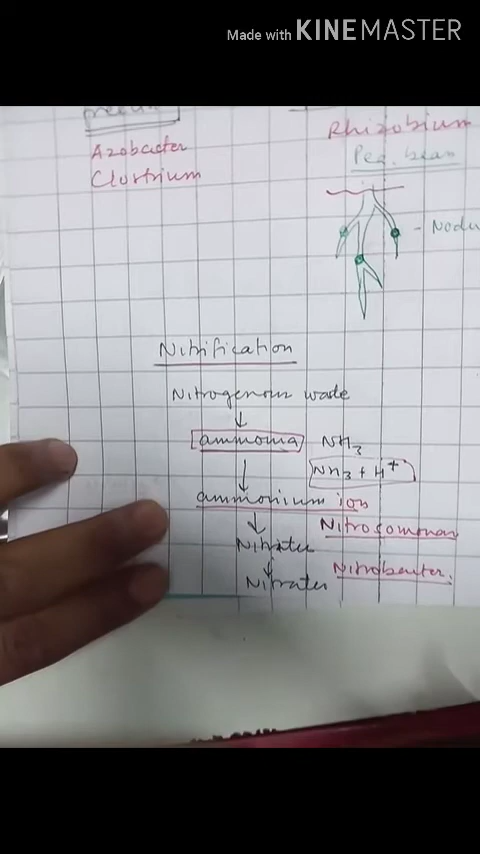 Made with KINEMASTER
Azobacter
Clostrium
Rhizobium
Pea, bean
- Nodu
Nitrification
Nitrogenous waste
ammonia NH3
NH3 + H+
ammonium ion
Nitrosomonas
Nitrites
Nitrobacter.
Nitrates